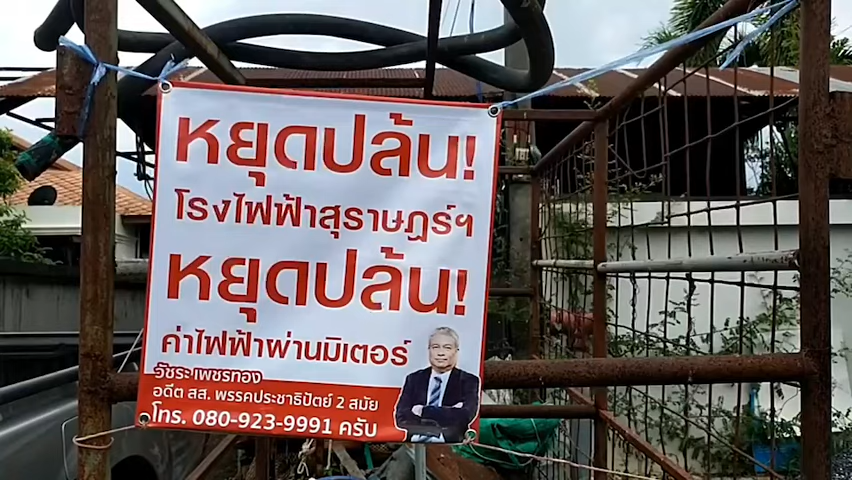 หยุดปล้น!
โรงไฟฟ้าสุราษฎร์ฯ
หยุดปล้น!
ค่าไฟฟ้าผ่านมิเตอร์
วัชระ เพชรทอง
อดีต สส. พรรคประชาธิปัตย์ 2 สมัย
โทร. 080-923-9991 ครับ